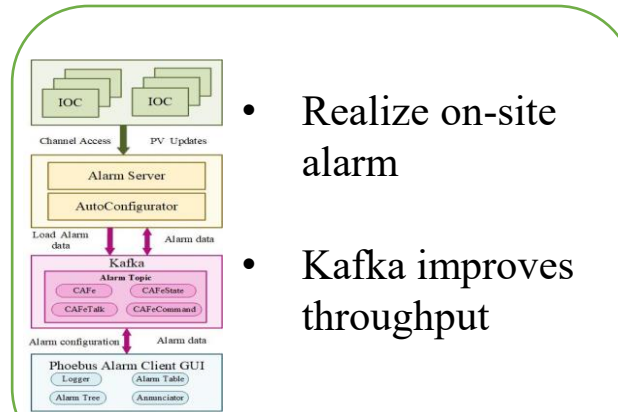 IOC
IOC
Channel Access
PV Updates
Alarm Server
AutoConfigurator
Load Alarm
data
Alarm data
Kafka
Alarm Topic
CAFe
CAFeState
CAFeTalk
CAFeCommand
Alarm configuration
Alarm data
Phoebus Alarm Client GUI
Logger
Alarm Table
Alarm Tree
Annunciator
• Realize on-site
alarm
• Kafka improves
throughput